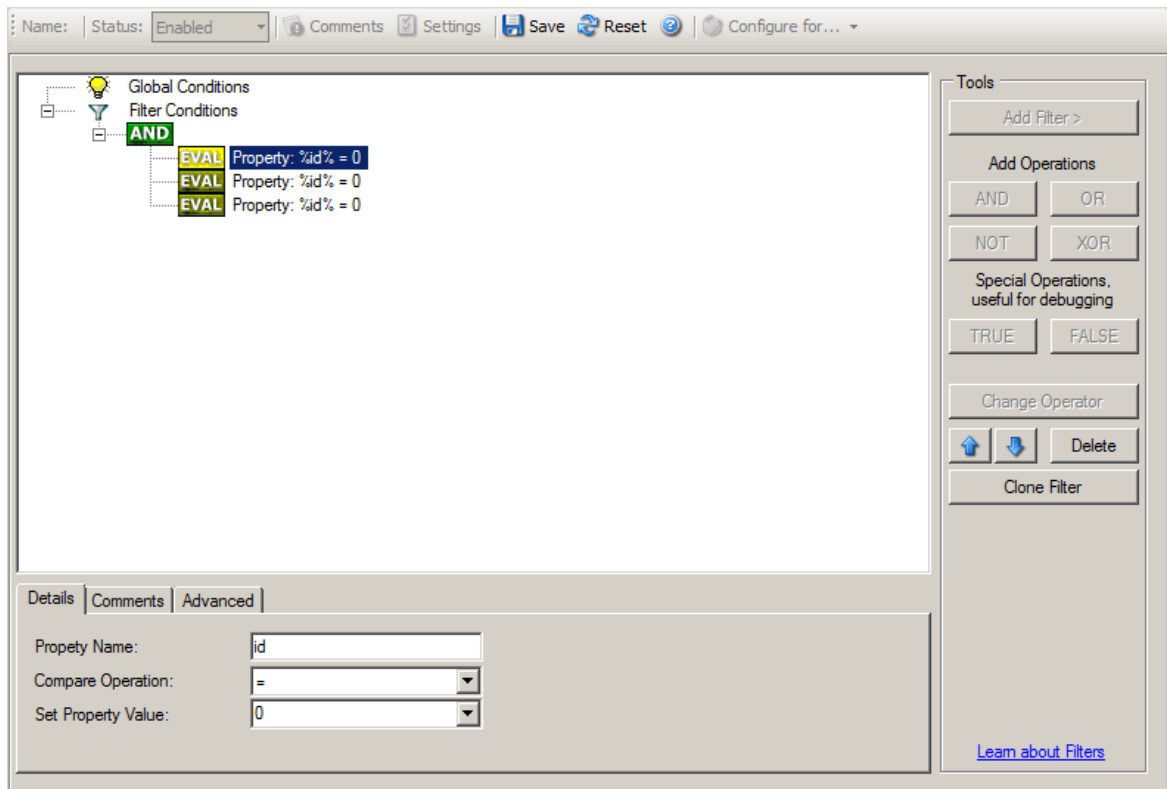 Name: Status: Enabled Comments Settings Save Reset Configure for...
Global Conditions
Filter Conditions
AND
EVAL Property: %id% = 0
EVAL Property: %id% = 0
EVAL Property: %id% = 0
Tools
Add Filter >
Add Operations
AND OR
NOT XOR
Special Operations,
useful for debugging
TRUE FALSE
Change Operator
Delete
Clone Filter
Learn about Filters
Details Comments Advanced
Propety Name: id
Compare Operation: =
Set Property Value: 0